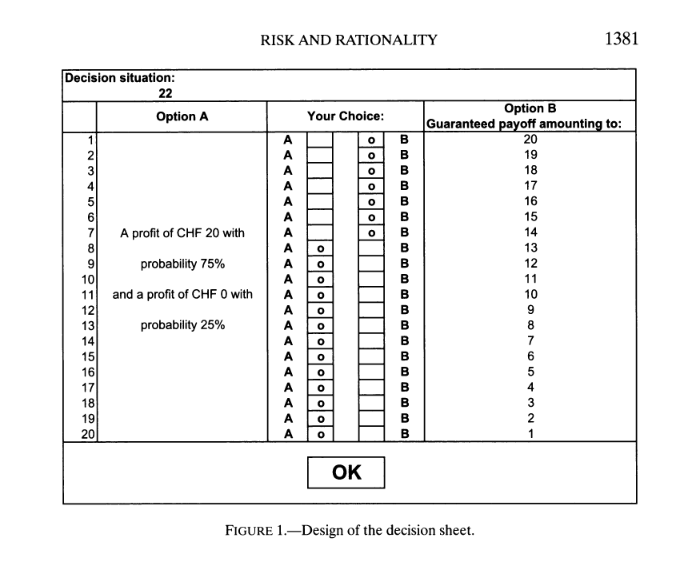 RISK AND RATIONALITY 1381
Decision situation:
22
Option A Your Choice: Option B
Guaranteed payoff amounting to:
1 A o B 20
2 A o B 19
3 A o B 18
4 A o B 17
5 A o B 16
6 A o B 15
7 A profit of CHF 20 with A o B 14
8 A o B 13
9 probability 75% A o B 12
10 A o B 11
11 and a profit of CHF 0 with A o B 10
12 A o B 9
13 probability 25% A o B 8
14 A o B 7
15 A o B 6
16 A o B 5
17 A o B 4
18 A o B 3
19 A o B 2
20 A o B 1
OK
FIGURE 1.—Design of the decision sheet.